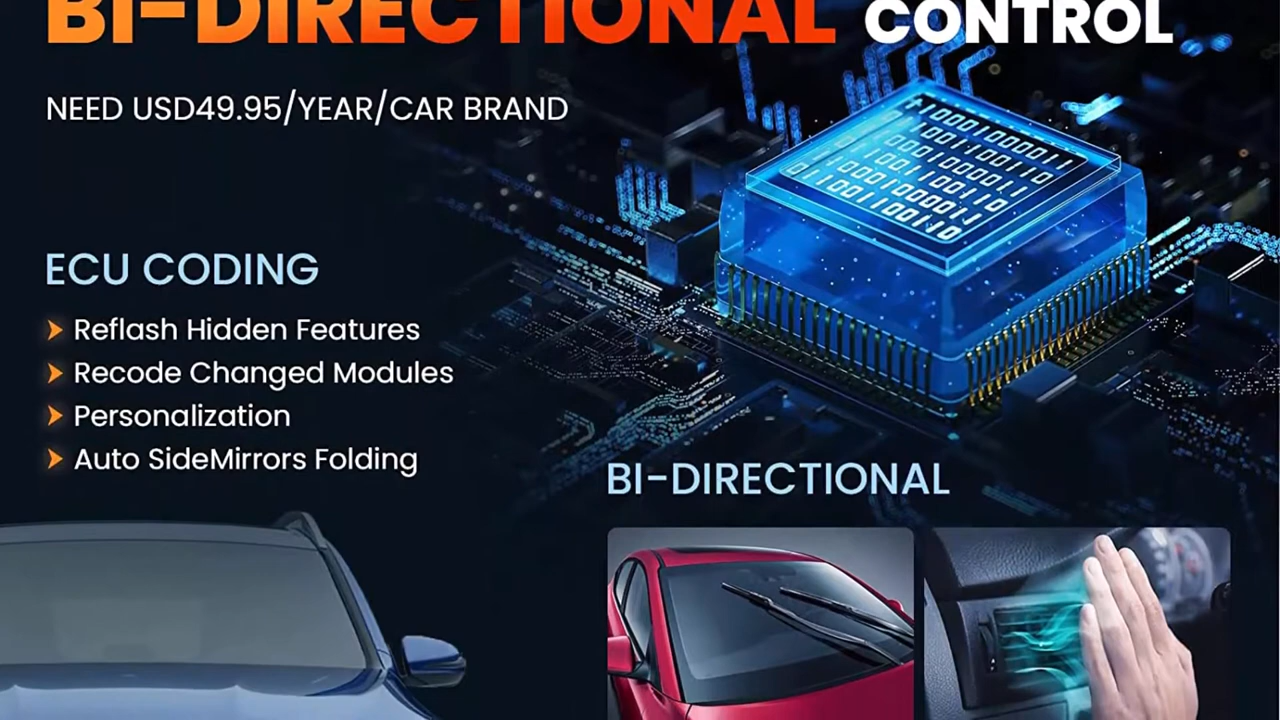 BI-DIRECTIONAL CONTROL
NEED USD49.95/YEAR/CAR BRAND
ECU CODING
Reflash Hidden Features
Recode Changed Modules
Personalization
Auto SideMirrors Folding
BI-DIRECTIONAL